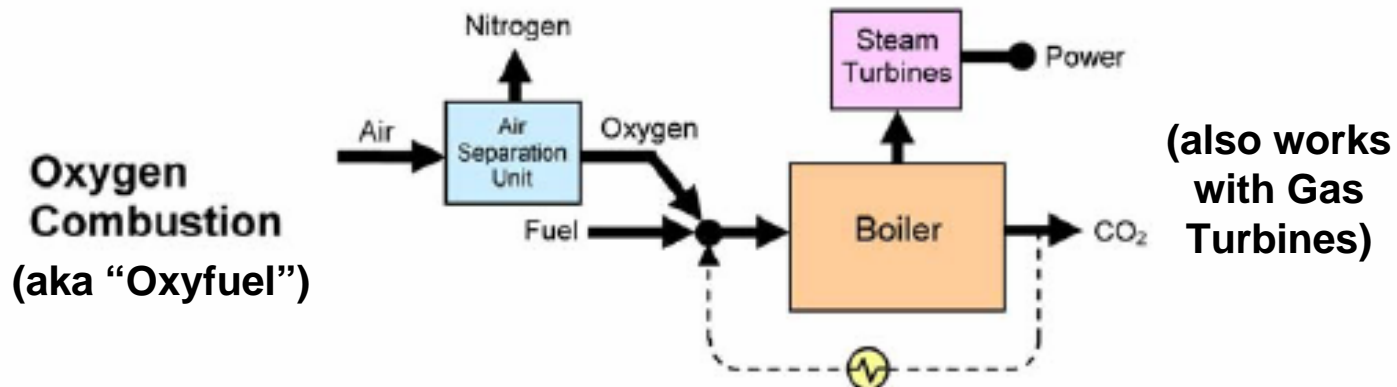 Nitrogen
Air
Air
Separation
Unit
Oxygen
Fuel
Oxygen
Combustion
(aka “Oxyfuel”)
Steam
Turbines
Power
Boiler
CO₂
(also works
with Gas
Turbines)